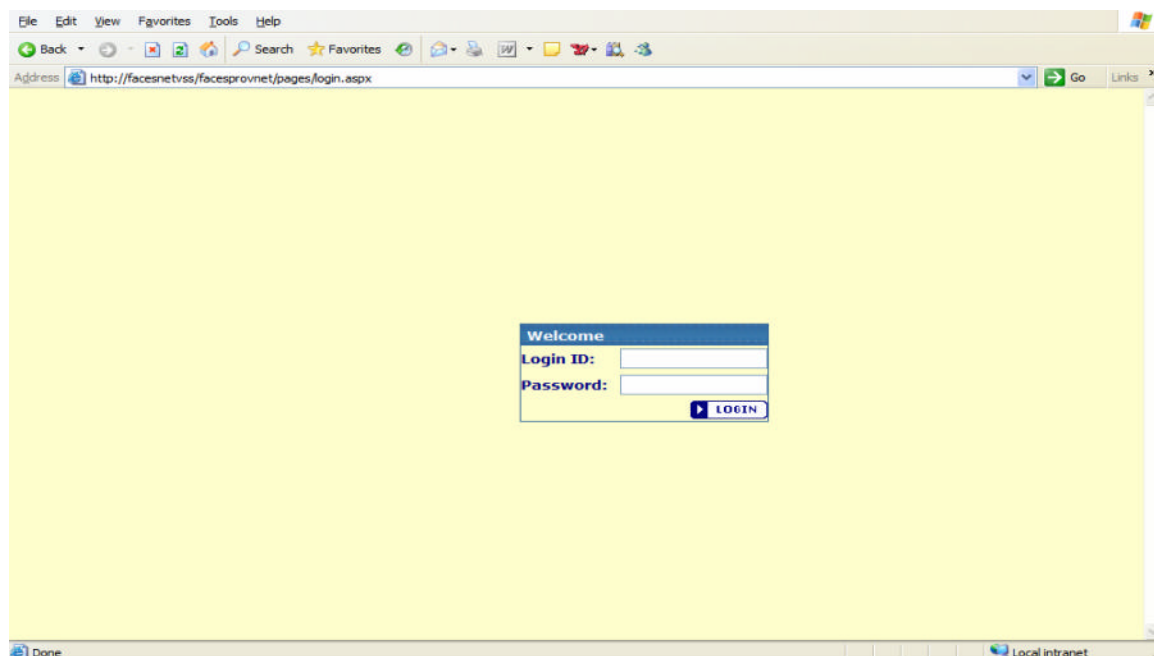 File Edit View Favorites Tools Help
Back Search Favorites
Address http://facesnetvss/facesprovnet/pages/login.aspx Go Links
Welcome
Login ID:
Password:
LOGIN
Done Local intranet